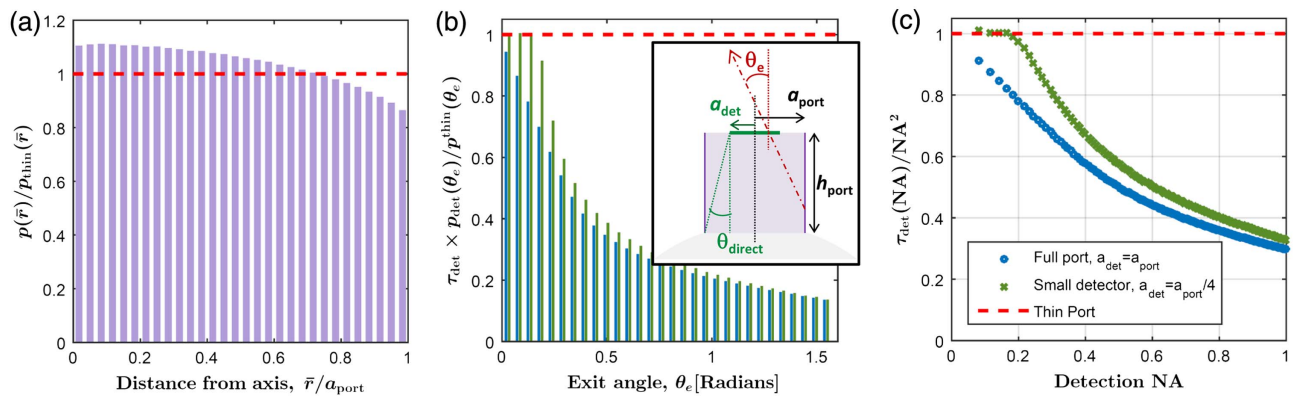 (a)
1.2
1
0.8
0.6
0.4
0.2
0
p(r̄)/p_thin(r̄)
0 0.2 0.4 0.6 0.8 1
Distance from axis, r̄/a_port
(b)
1
0.8
0.6
0.4
0.2
0
τ_det × p_det(θ_e)/p^thin(θ_e)
0 0.5 1 1.5
Exit angle, θ_e[Radians]
θ_e
a_det
a_port
h_port
θ_direct
(c)
1
0.8
0.6
0.4
0.2
0
τ_det(NA)/NA²
0 0.2 0.4 0.6 0.8 1
Detection NA
Full port, a_det=a_port
Small detector, a_det=a_port/4
Thin Port